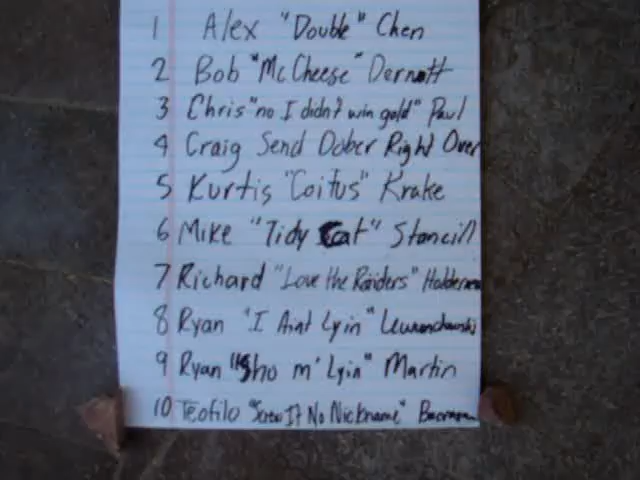 1 Alex "Double" Chen
2 Bob "McCheese" Dernatt
3 Chris "no I didn't win gold" Paul
4 Craig Send Dober Right Over
5 Kurtis "Coitus" Krake
6 Mike "Tidy Cat" Stancill
7 Richard "Love the Raiders"
8 Ryan "I Aint Lyin"
9 Ryan "Sho m' Lyin" Martin
10 Teofilo "Screw It No Nickname"